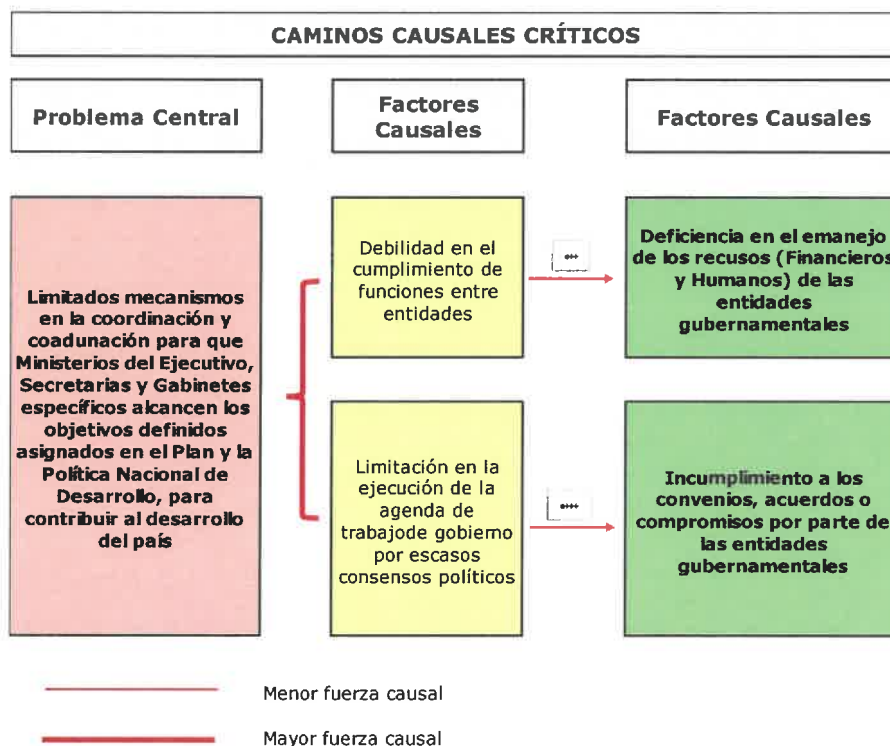 CAMINOS CAUSALES CRÍTICOS
Problema Central
Factores
Causales
Factores Causales
Limitados mecanismos
en la coordinación y
coadunación para que
Ministerios del Ejecutivo,
Secretarias y Gabinetes
específicos alcancen los
objetivos definidos
asignados en el Plan y la
Política Nacional de
Desarrollo, para
contribuir al desarrollo
del país
Debilidad en el
cumplimiento de
funciones entre
entidades
Deficiencia en el emanejo
de los recusos (Financieros
y Humanos) de las
entidades
gubernamentales
Limitación en la
ejecución de la
agenda de
trabajode gobierno
por escasos
consensos políticos
Incumplimiento a los
convenios, acuerdos o
compromisos por parte de
las entidades
gubernamentales
Menor fuerza causal
Mayor fuerza causal